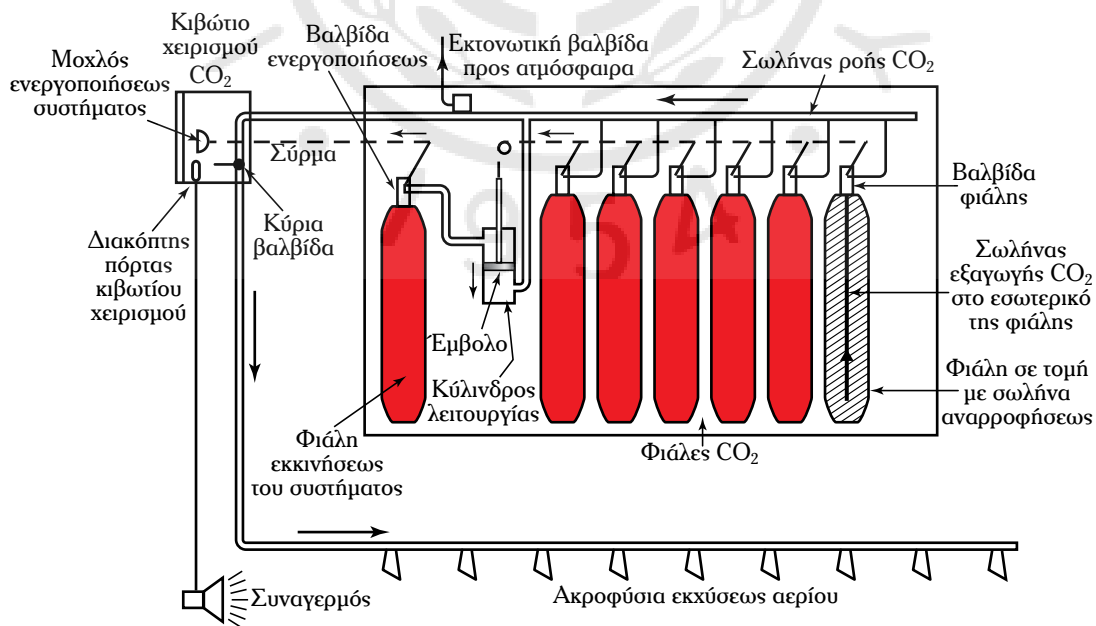 Κιβώτιο
χειρισμού
CO2
Μοχλός
ενεργοποιήσεως
συστήματος
Βαλβίδα
ενεργοποιήσεως
Εκτονωτική βαλβίδα
προς ατμόσφαιρα
Σωλήνας ροής CO2
Σύρμα
Κύρια
βαλβίδα
Διακόπτης
πόρτας
κιβωτίου
χειρισμού
Βαλβίδα
φιάλης
Σωλήνας
εξαγωγής CO2
στο εσωτερικό
της φιάλης
Έμβολο
Κύλινδρος
λειτουργίας
Φιάλη σε τομή
με σωλήνα
αναρροφήσεως
Φιάλη
εκκινήσεως
του συστήματος
Φιάλες CO2
Συναγερμός
Ακροφύσια εκχύσεως αερίου
1954